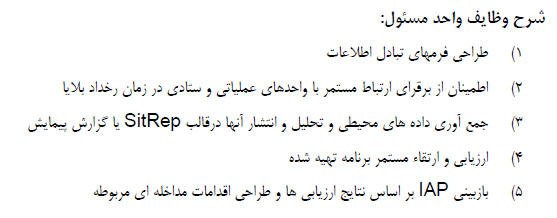 شرح وظایف واحد مسئول:
۱) طراحی فرمهای تبادل اطلاعات
۲) اطمینان از برقرای ارتباط مستمر با واحدهای عملیاتی و ستادی در زمان رخداد بلایا
۳) جمع آوری داده های محیطی و تحلیل و انتشار آنها درقالب SitRep یا گزارش پیمایش
۴) ارزیابی و ارتقاء مستمر برنامه تهیه شده
۵) بازبینی IAP بر اساس نتایج ارزیابی ها و طراحی اقدامات مداخله ای مربوطه